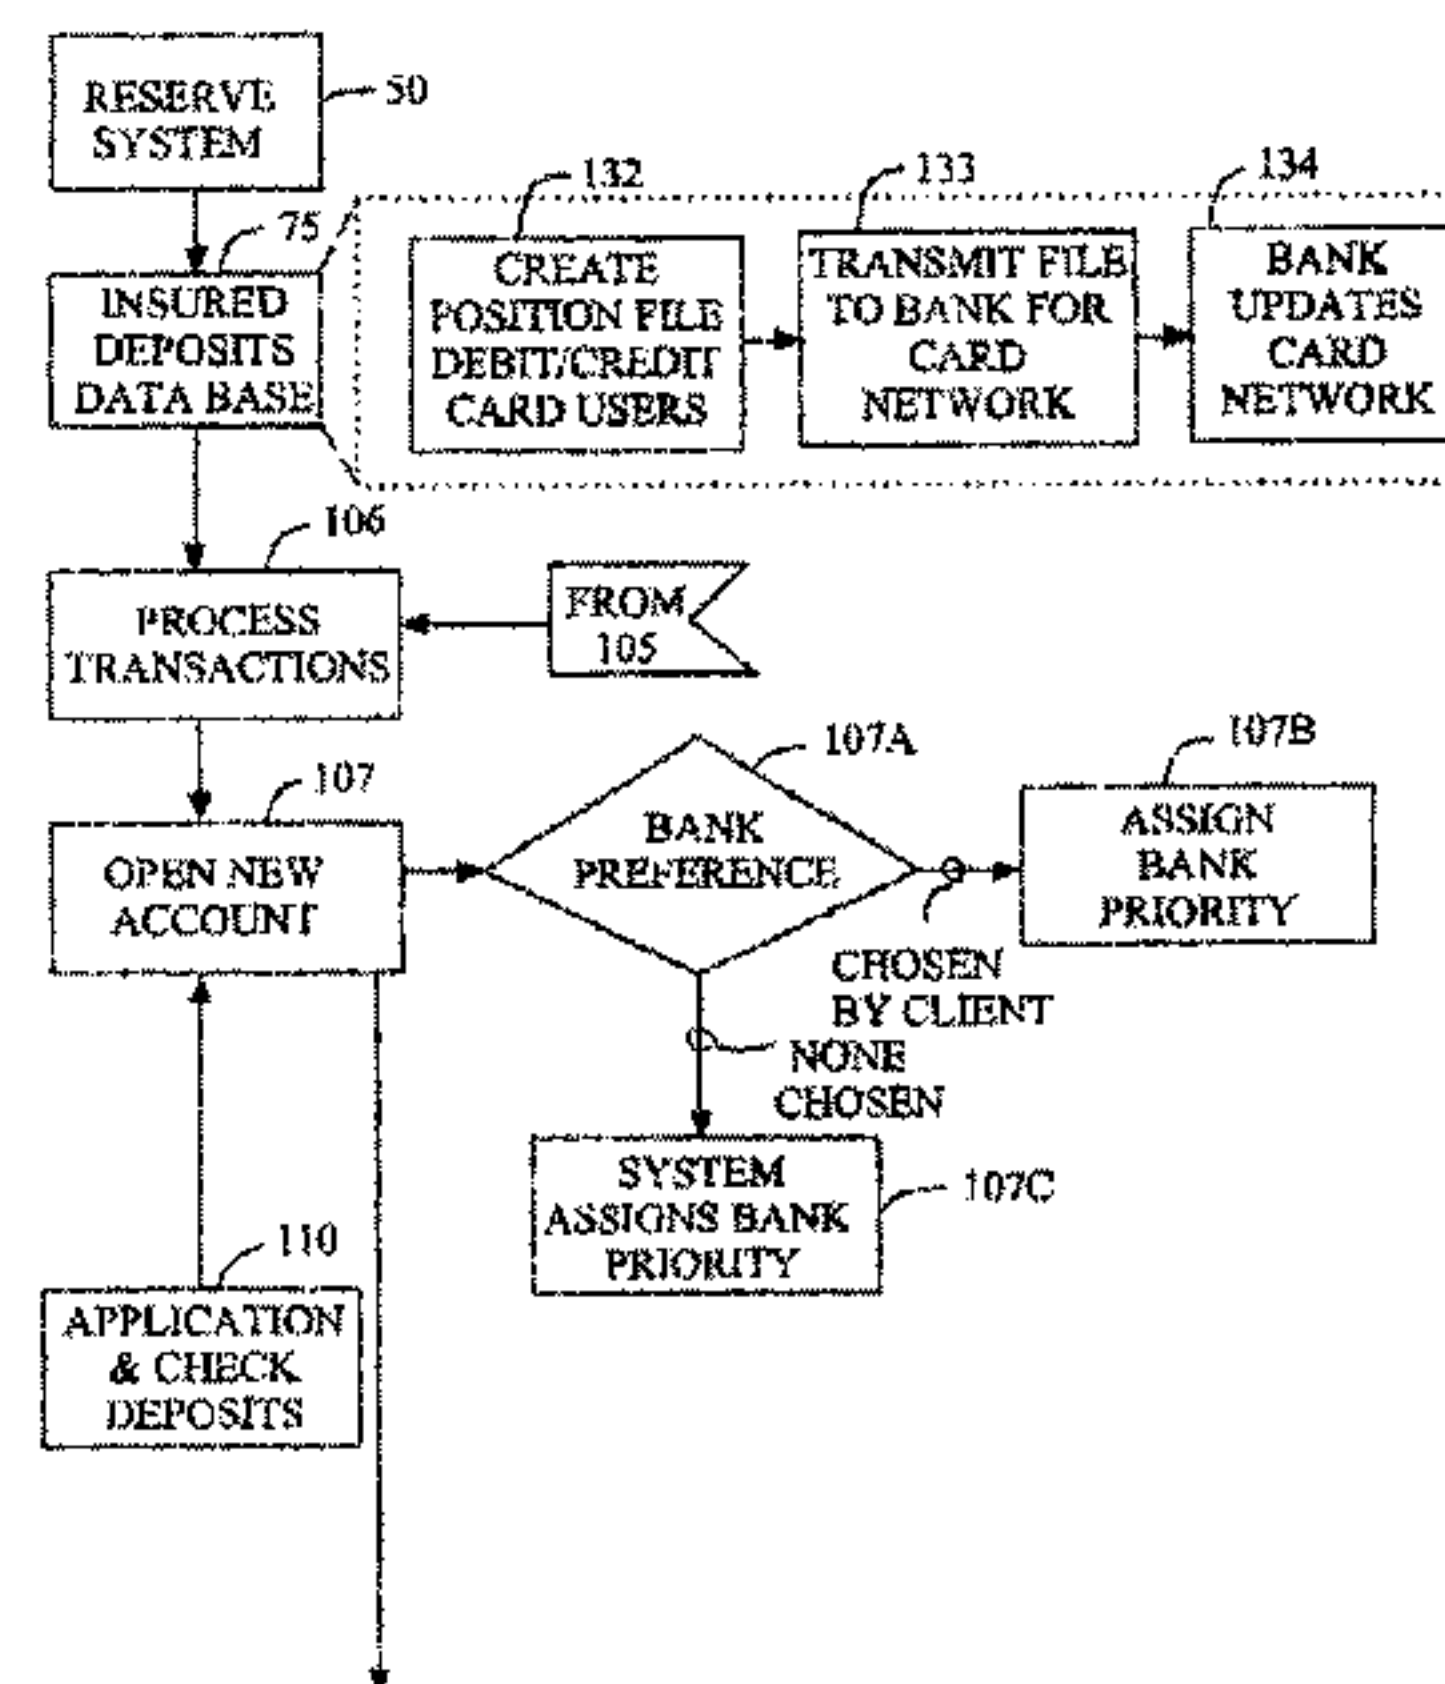 RESERVE
SYSTEM
50
75
INSURED
DEPOSITS
DATA BASE
132
CREATE
POSITION FILE
DEBIT/CREDIT
CARD USERS
133
TRANSMIT FILE
TO BANK FOR
CARD
NETWORK
134
BANK
UPDATES
CARD
NETWORK
106
PROCESS
TRANSACTIONS
FROM
105
107
OPEN NEW
ACCOUNT
107A
BANK
PREFERENCE
107B
ASSIGN
BANK
PRIORITY
CHOSEN
BY CLIENT
NONE
CHOSEN
SYSTEM
ASSIGNS BANK
PRIORITY
107C
110
APPLICATION
& CHECK
DEPOSITS